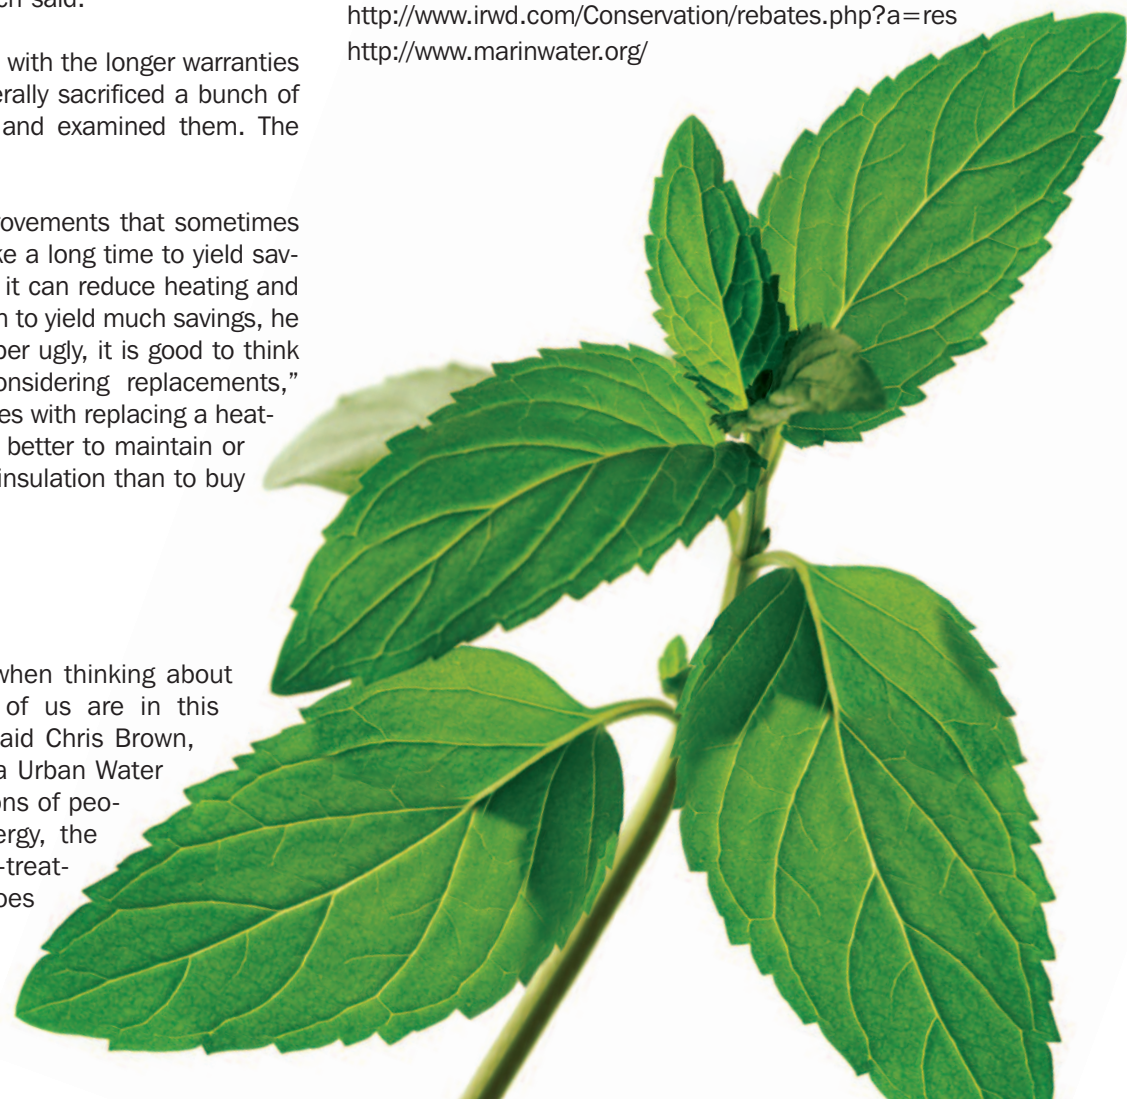 ch said.
with the longer warranties
erally sacrificed a bunch of
and examined them. The
ovements that sometimes
ke a long time to yield sav-
it can reduce heating and
n to yield much savings, he
per ugly, it is good to think
onsidering replacements,”
es with replacing a heat-
better to maintain or
insulation than to buy
when thinking about
of us are in this
aid Chris Brown,
a Urban Water
ons of peo-
ergy, the
-treat-
oes
http://www.irwd.com/Conservation/rebates.php?a=res
http://www.marinwater.org/